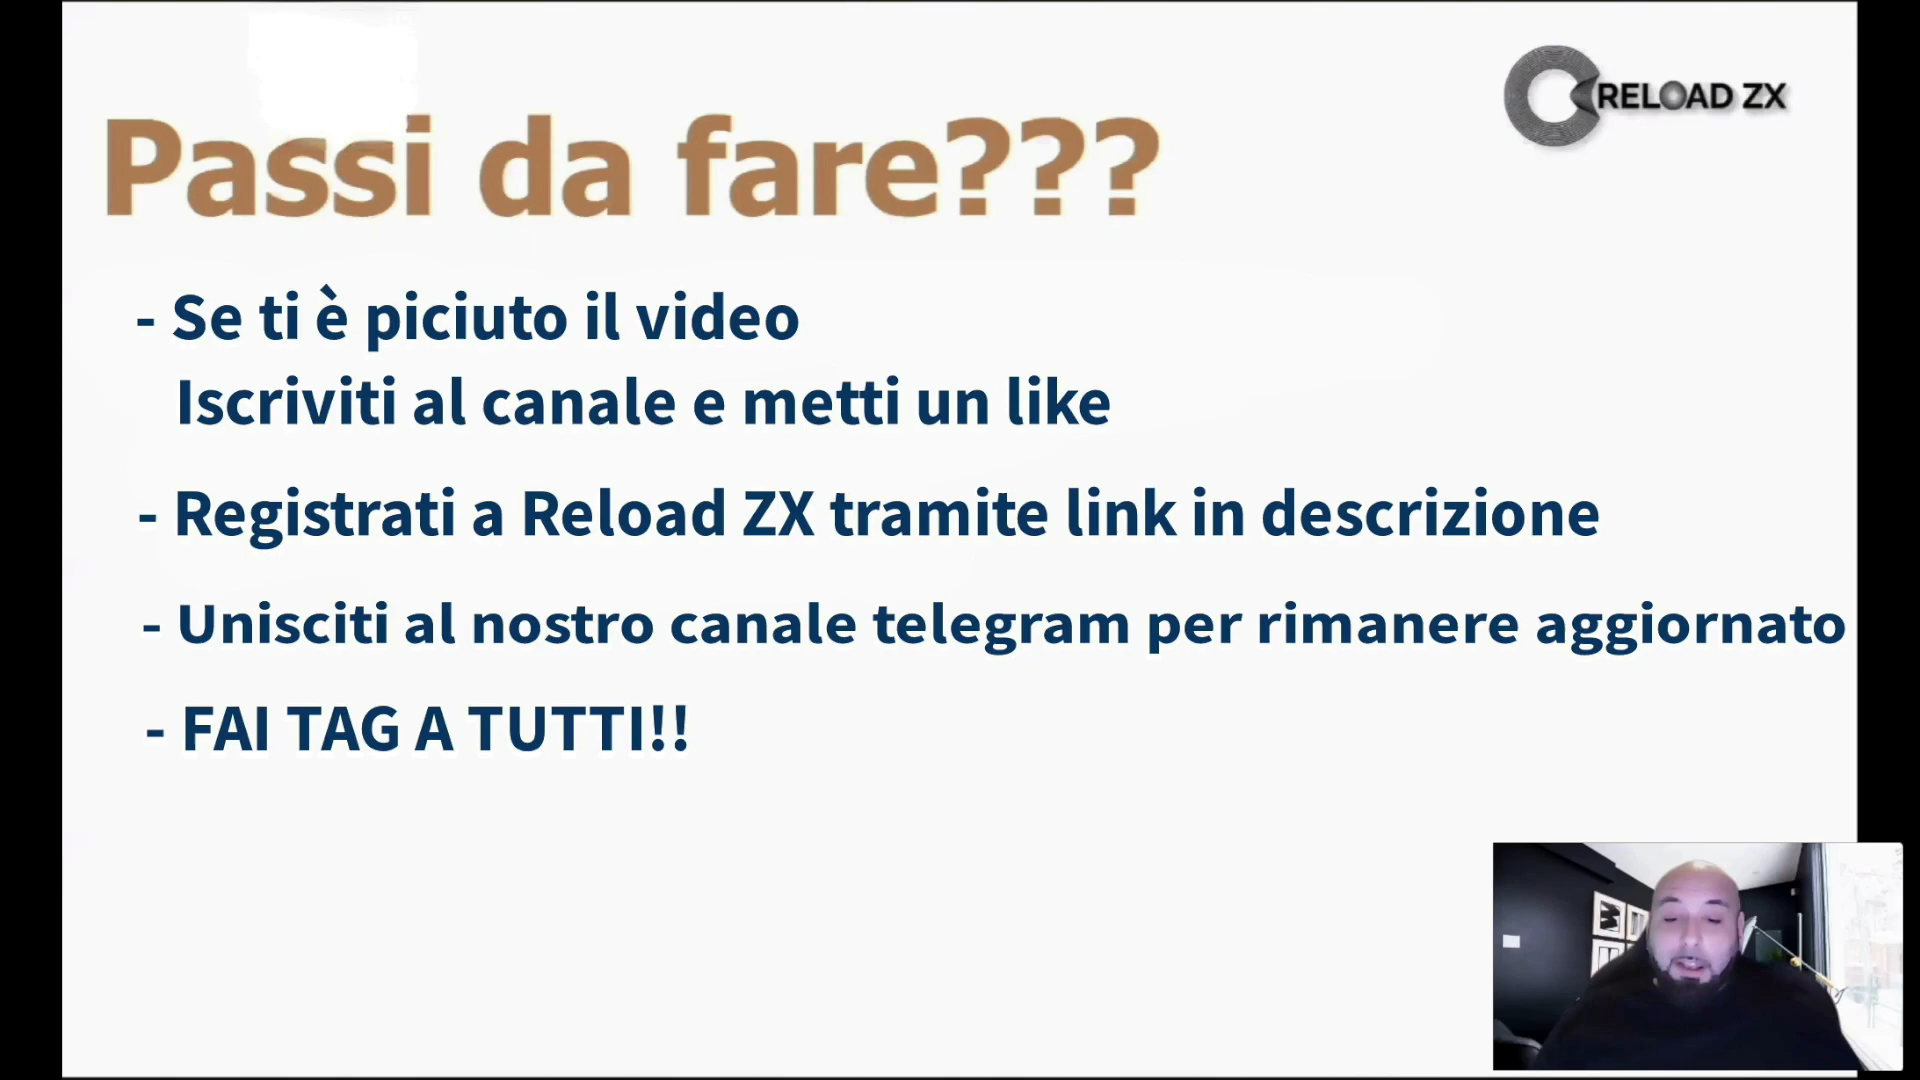 RELOAD ZX
Passi da fare???
- Se ti è piciuto il video
Iscriviti al canale e metti un like
- Registrati a Reload ZX tramite link in descrizione
- Unisciti al nostro canale telegram per rimanere aggiornato
- FAI TAG A TUTTI!!